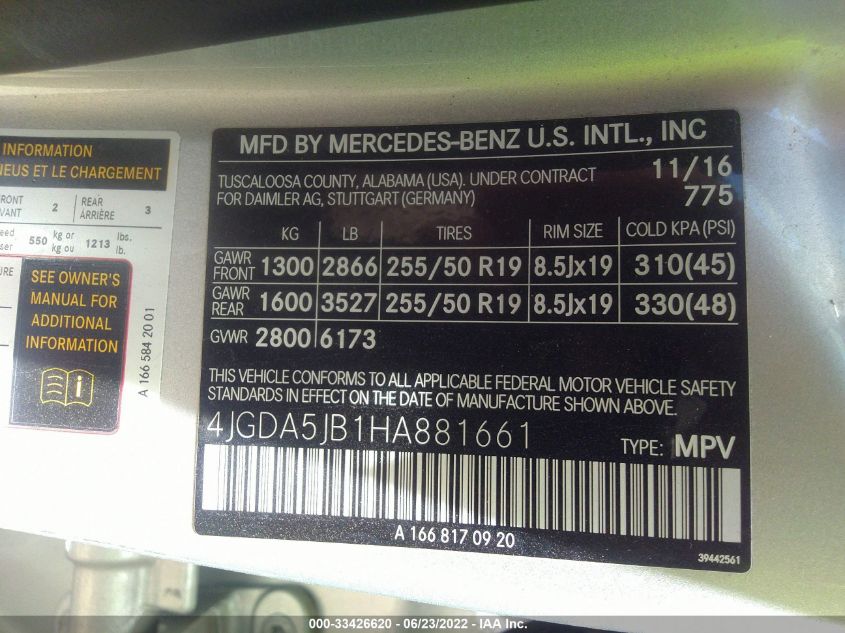 INFORMATION
NEUS ET LE CHARGEMENT
FRONT 2 REAR 3
VANT ARRIÈRE
550 kg or 1213 lbs.
kg ou lb.
SEE OWNER'S
MANUAL FOR
ADDITIONAL
INFORMATION
A 166 584 20 01
MFD BY MERCEDES-BENZ U.S. INTL., INC
TUSCALOOSA COUNTY, ALABAMA (USA). UNDER CONTRACT 11/16
FOR DAIMLER AG, STUTTGART (GERMANY) 775
KG LB TIRES RIM SIZE COLD KPA (PSI)
GAWR FRONT 1300 2866 255/50 R19 8.5Jx19 310(45)
GAWR REAR 1600 3527 255/50 R19 8.5Jx19 330(48)
GVWR 2800 6173
THIS VEHICLE CONFORMS TO ALL APPLICABLE FEDERAL MOTOR VEHICLE SAFETY
STANDARDS IN EFFECT ON THE DATE OF MANUFACTURE SHOWN ABOVE.
4JGDA5JB1HA881661 TYPE: MPV
A 166 817 09 20
39442561
000-33426620 - 06/23/2022 - IAA Inc.